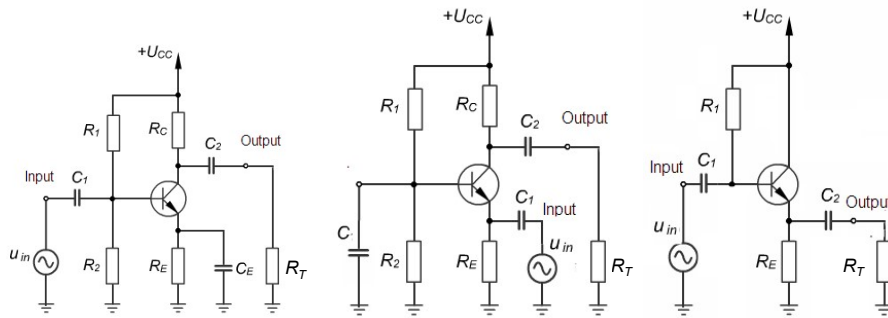 +UCC
R1
RC
C2
Output
Input
C1
uin
R2
RE
CE
RT
+UCC
R1
RC
C2
Output
C1
Input
C
R2
RE
uin
RT
+UCC
R1
Input
C1
C2
Output
uin
RE
RT